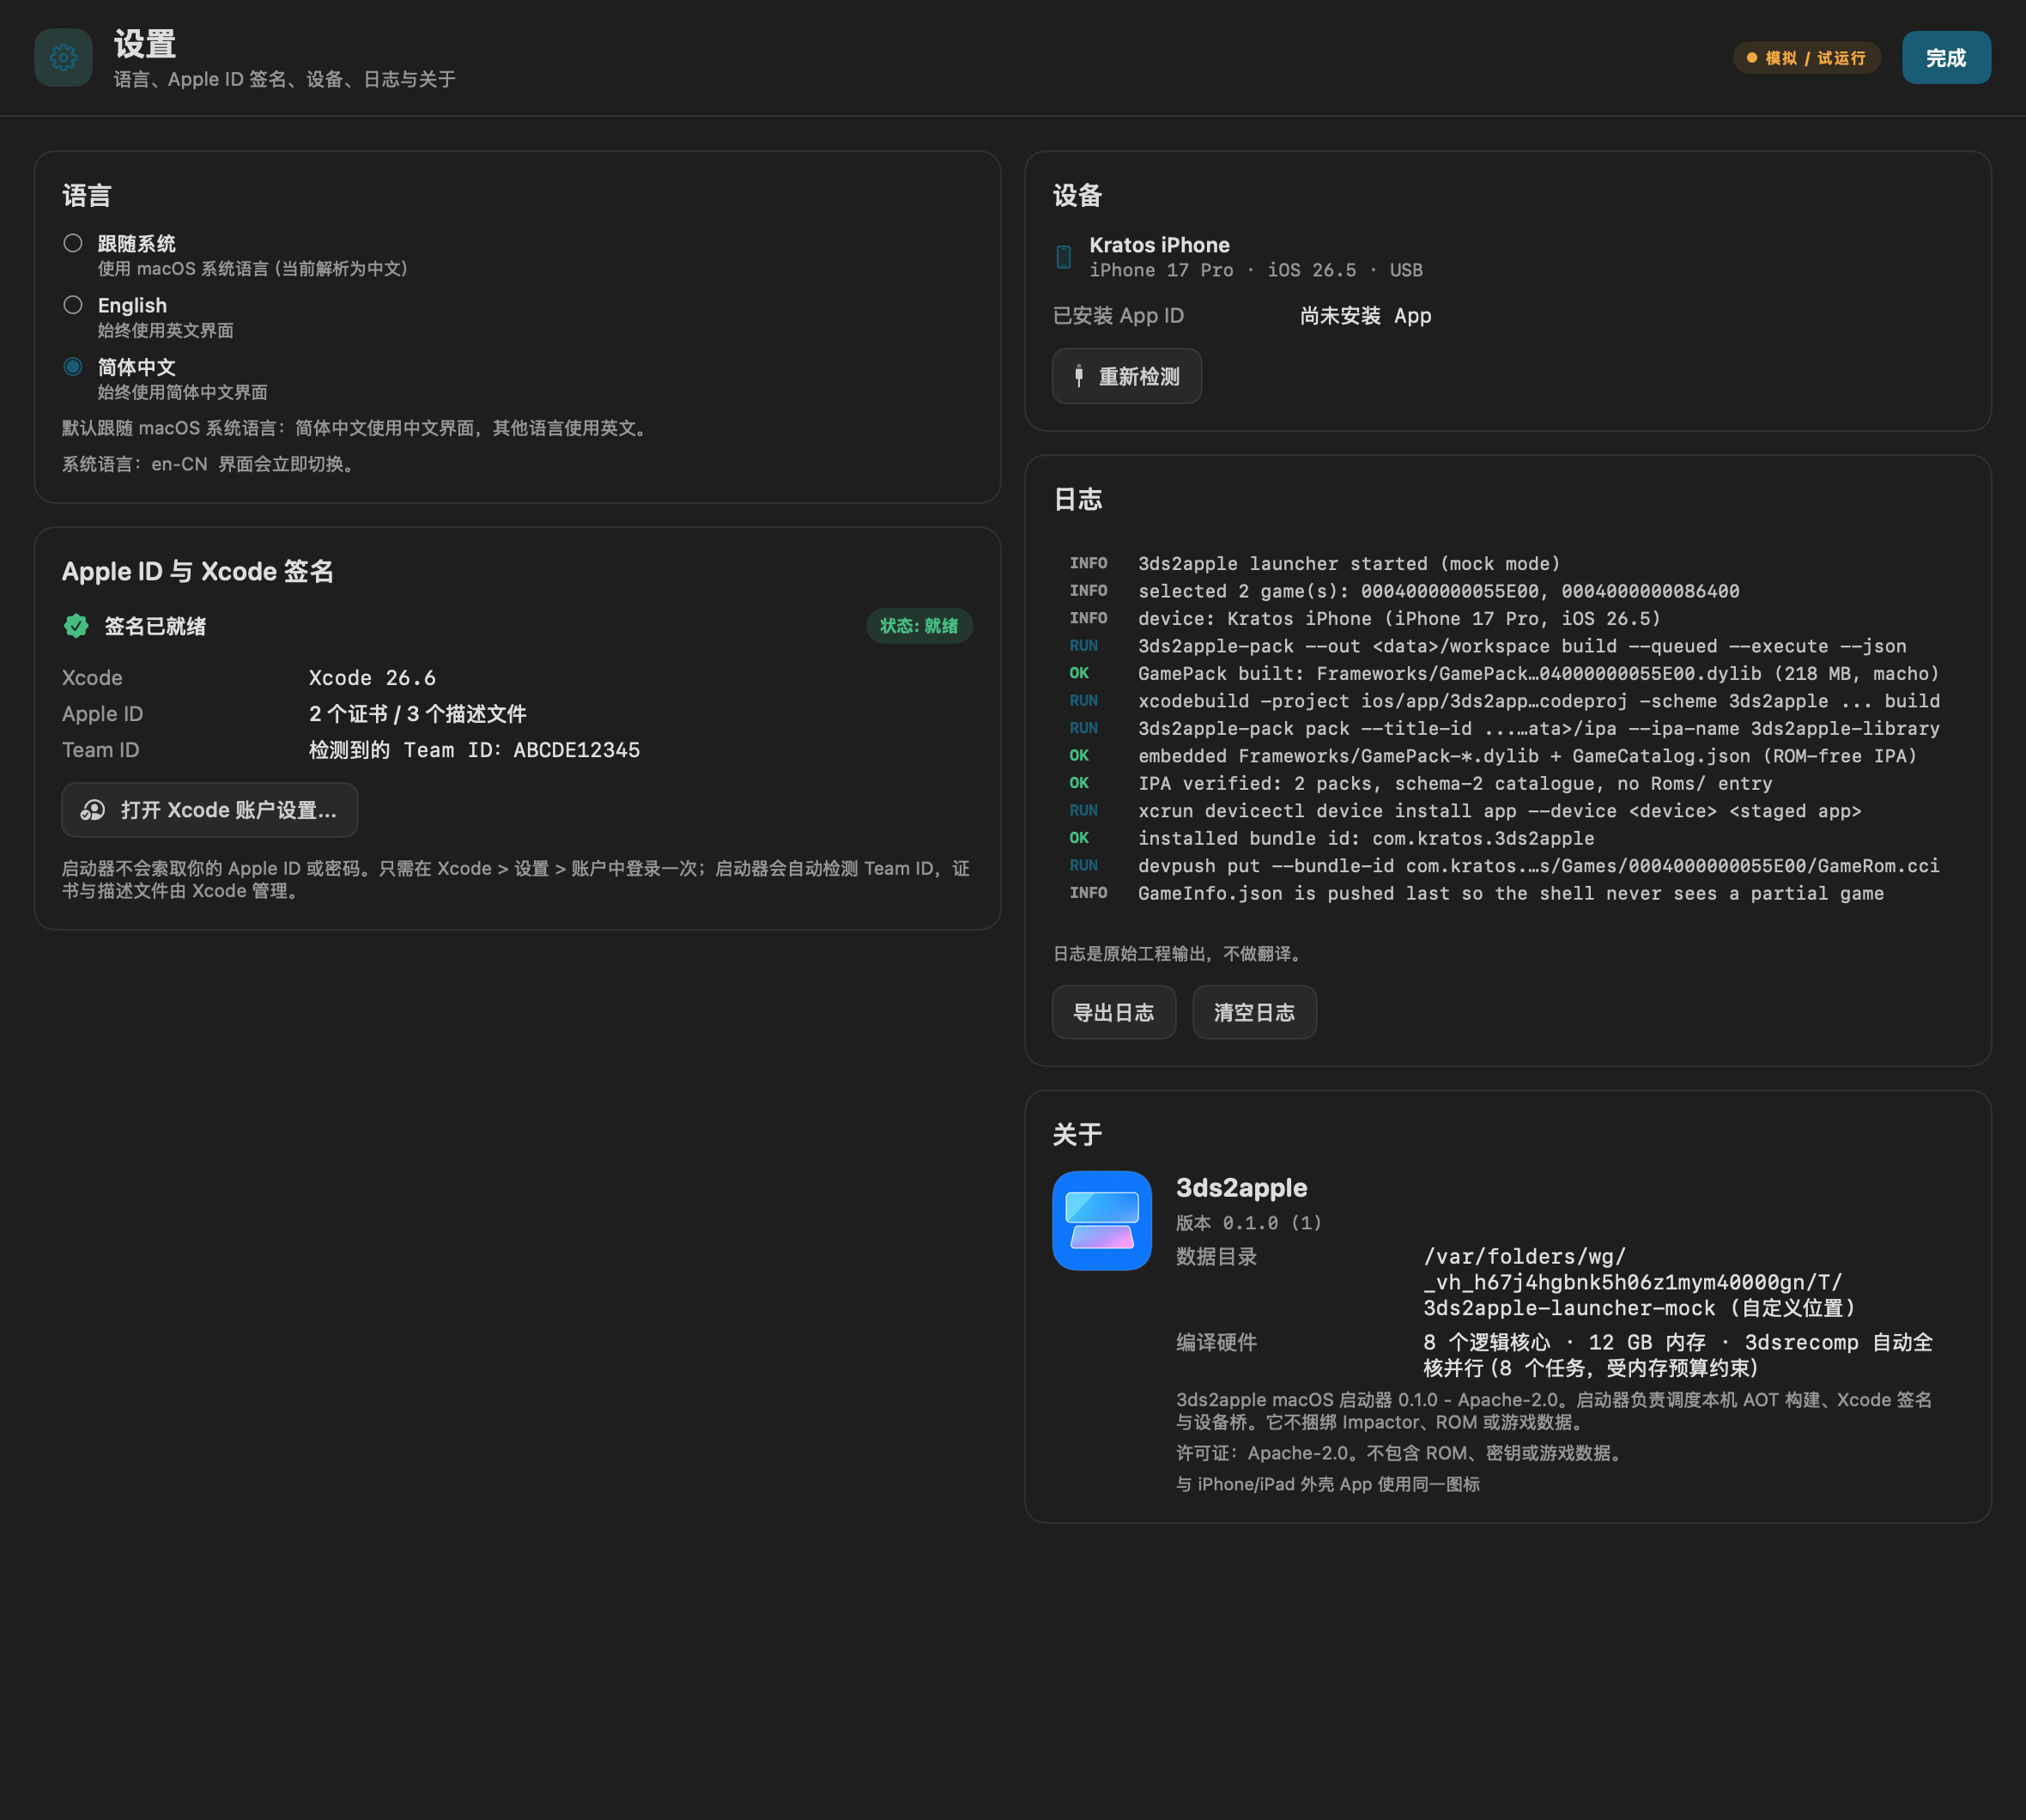 设置
语言、Apple ID 签名、设备、日志与关于
模拟 / 试运行
完成
语言
跟随系统
使用 macOS 系统语言 (当前解析为中文)
English
始终使用英文界面
简体中文
始终使用简体中文界面
默认跟随 macOS 系统语言：简体中文使用中文界面，其他语言使用英文。
系统语言：en-CN 界面会立即切换。
Apple ID 与 Xcode 签名
签名已就绪
状态: 就绪
Xcode
Xcode 26.6
Apple ID
2 个证书 / 3 个描述文件
Team ID
检测到的 Team ID：ABCDE12345
打开 Xcode 账户设置...
启动器不会索取你的 Apple ID 或密码。只需在 Xcode > 设置 > 账户中登录一次；启动器会自动检测 Team ID，证
书与描述文件由 Xcode 管理。
设备
Kratos iPhone
iPhone 17 Pro · iOS 26.5 · USB
已安装 App ID
尚未安装 App
重新检测
日志
INFO 3ds2apple launcher started (mock mode)
INFO selected 2 game(s): 0004000000055E00, 0004000000086400
INFO device: Kratos iPhone (iPhone 17 Pro, iOS 26.5)
RUN 3ds2apple-pack --out <data>/workspace build --queued --execute --json
OK GamePack built: Frameworks/GamePack…04000000055E00.dylib (218 MB, macho)
RUN xcodebuild -project ios/app/3ds2app…codeproj -scheme 3ds2apple ... build
RUN 3ds2apple-pack pack --title-id ...…ata>/ipa --ipa-name 3ds2apple-library
OK embedded Frameworks/GamePack-*.dylib + GameCatalog.json (ROM-free IPA)
OK IPA verified: 2 packs, schema-2 catalogue, no Roms/ entry
RUN xcrun devicectl device install app --device <device> <staged app>
OK installed bundle id: com.kratos.3ds2apple
RUN devpush put --bundle-id com.kratos.…s/Games/0004000000055E00/GameRom.cci
INFO GameInfo.json is pushed last so the shell never sees a partial game
日志是原始工程输出，不做翻译。
导出日志
清空日志
关于
3ds2apple
版本 0.1.0 (1)
数据目录
/var/folders/wg/
_vh_h67j4hgbnk5h06z1mym40000gn/T/
3ds2apple-launcher-mock (自定义位置)
编译硬件
8 个逻辑核心 · 12 GB 内存 · 3dsrecomp 自动全
核并行 (8 个任务，受内存预算约束)
3ds2apple macOS 启动器 0.1.0 - Apache-2.0。启动器负责调度本机 AOT 构建、Xcode 签名
与设备桥。它不捆绑 Impactor、ROM 或游戏数据。
许可证：Apache-2.0。不包含 ROM、密钥或游戏数据。
与 iPhone/iPad 外壳 App 使用同一图标